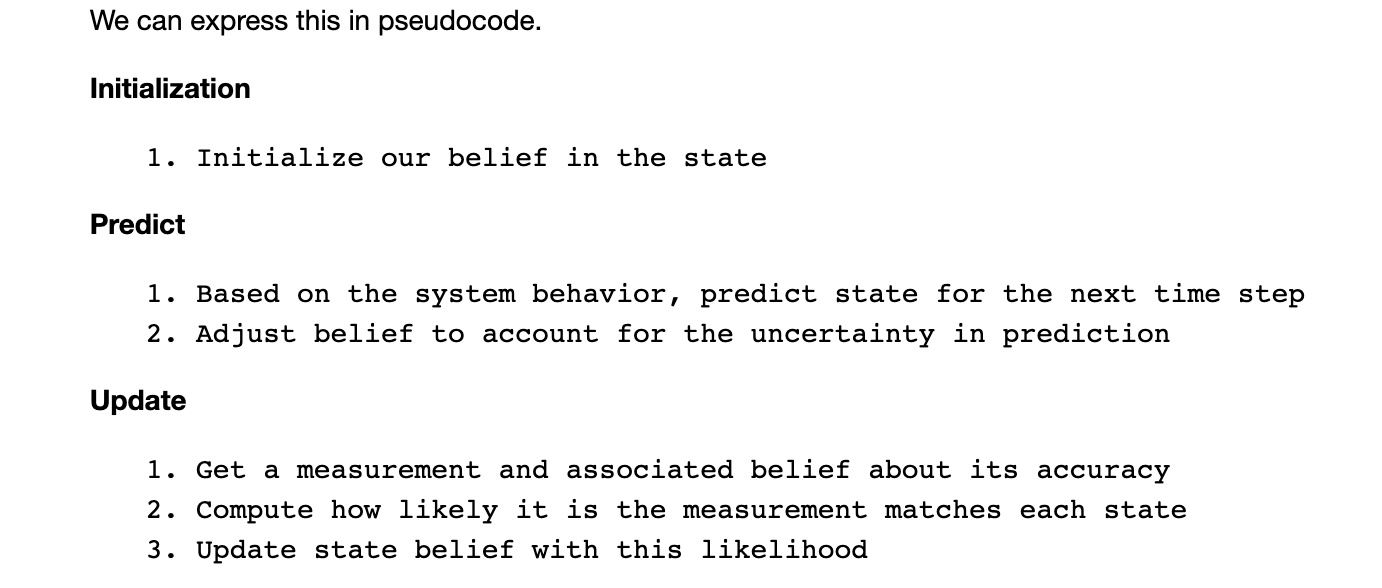 We can express this in pseudocode.
Initialization
1. Initialize our belief in the state
Predict
1. Based on the system behavior, predict state for the next time step
2. Adjust belief to account for the uncertainty in prediction
Update
1. Get a measurement and associated belief about its accuracy
2. Compute how likely it is the measurement matches each state
3. Update state belief with this likelihood